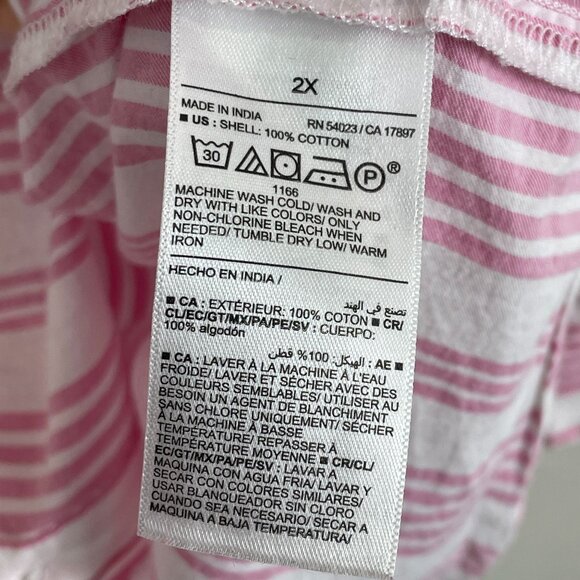 2X
MADE IN INDIA RN 54023 / CA 17897
■ US : SHELL: 100% COTTON
30 P ®
1166
MACHINE WASH COLD/ WASH AND
DRY WITH LIKE COLORS/ ONLY
NON-CHLORINE BLEACH WHEN
NEEDED/ TUMBLE DRY LOW/ WARM
IRON
HECHO EN INDIA /
تصنع في الهند
■ CA : EXTÉRIEUR: 100% COTON ■ CR/
CL/EC/GT/MX/PA/PE/SV : CUERPO:
100% algodón
■ AE : الهيكل: 100% قطن
■ CA : LAVER À LA MACHINE À L'EAU
FROIDE/ LAVER ET SÉCHER AVEC DES
COULEURS SEMBLABLES/ UTILISER AU
BESOIN UN AGENT DE BLANCHIMENT
SANS CHLORE UNIQUEMENT/ SÉCHER
À LA MACHINE À BASSE
TEMPÉRATURE/ REPASSER À
TEMPÉRATURE MOYENNE ■ CR/CL/
EC/GT/MX/PA/PE/SV : LAVAR A
MAQUINA CON AGUA FRIA/ LAVAR Y
SECAR CON COLORES SIMILARES/
USAR BLANQUEADOR SIN CLORO
CUANDO SEA NECESARIO/ SECAR A
MAQUINA A BAJA TEMPERATURA/